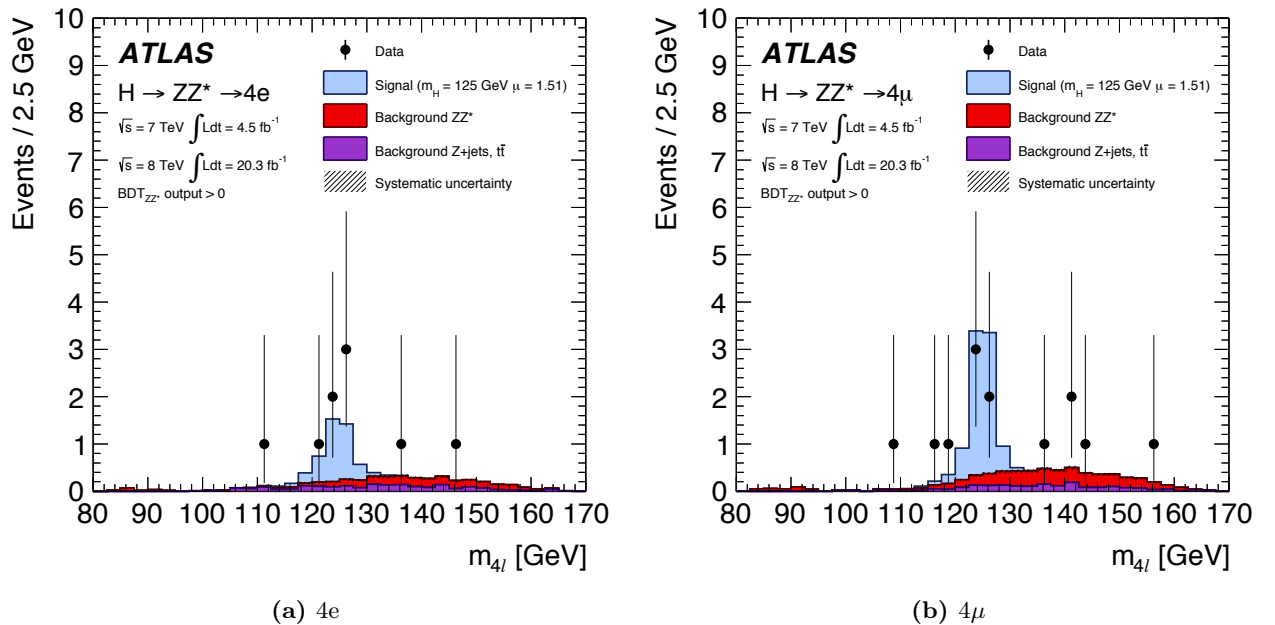 ATLAS
H → ZZ* → 4e
√s = 7 TeV ∫Ldt = 4.5 fb⁻¹
√s = 8 TeV ∫Ldt = 20.3 fb⁻¹
BDT_ZZ* output > 0
Data
Signal (m_H = 125 GeV μ = 1.51)
Background ZZ*
Background Z+jets, tt̄
Systematic uncertainty
Events / 2.5 GeV
10
9
8
7
6
5
4
3
2
1
0
80 90 100 110 120 130 140 150 160 170
m_4l [GeV]
(a) 4e
ATLAS
H → ZZ* → 4μ
√s = 7 TeV ∫Ldt = 4.5 fb⁻¹
√s = 8 TeV ∫Ldt = 20.3 fb⁻¹
BDT_ZZ* output > 0
Data
Signal (m_H = 125 GeV μ = 1.51)
Background ZZ*
Background Z+jets, tt̄
Systematic uncertainty
Events / 2.5 GeV
10
9
8
7
6
5
4
3
2
1
0
80 90 100 110 120 130 140 150 160 170
m_4l [GeV]
(b) 4μ